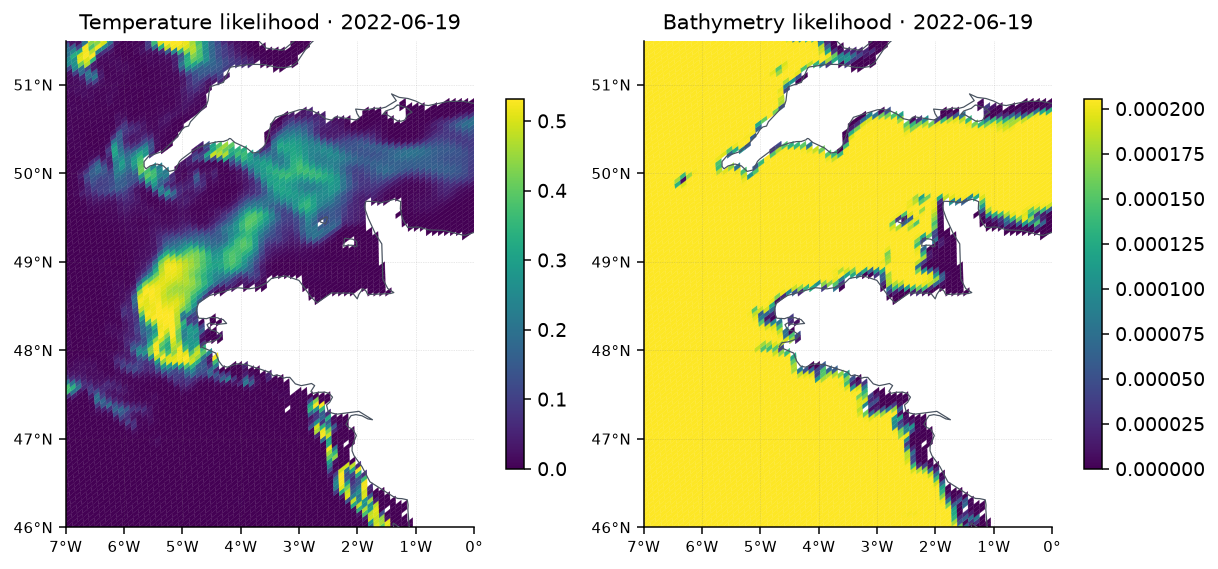 Temperature likelihood · 2022-06-19
51°N
50°N
49°N
48°N
47°N
46°N
7°W 6°W 5°W 4°W 3°W 2°W 1°W 0°
0.5
0.4
0.3
0.2
0.1
0.0
Bathymetry likelihood · 2022-06-19
51°N
50°N
49°N
48°N
47°N
46°N
7°W 6°W 5°W 4°W 3°W 2°W 1°W 0°
0.000200
0.000175
0.000150
0.000125
0.000100
0.000075
0.000050
0.000025
0.000000